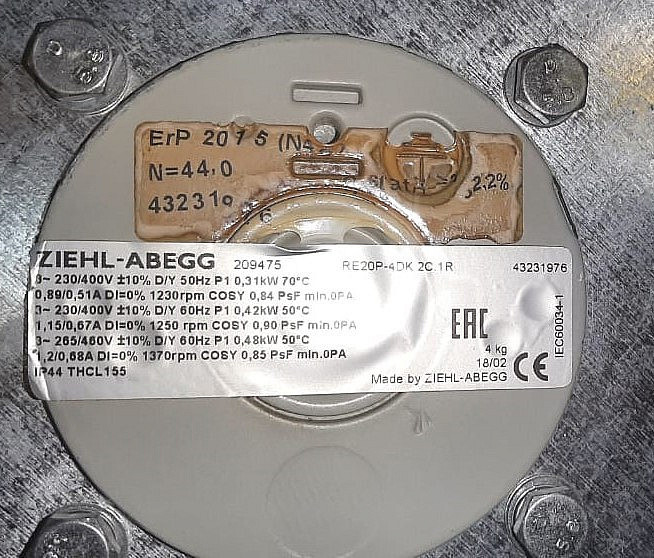 ErP 2015 (N
N=44,0
,2,2%
43231
6
ZIEHL-ABEGG 209475 RE20P-4DK.2C.1R 43231976
3~ 230/400V ±10% D/Y 50Hz P1 0,31kW 70°C
0,89/0,51A DI=0% 1230rpm COSY 0,84 PsF min.0PA
3~ 230/400V ±10% D/Y 60Hz P1 0,42kW 50°C
1,15/0,67A DI=0% 1250 rpm COSY 0,90 PsF min.0PA
3~ 265/460V ±10% D/Y 60Hz P1 0,48kW 50°C
1,2/0,68A DI=0% 1370rpm COSY 0,85 PsF min.0PA
IP44 THCL155
EAC
4 kg
18/02
Made by ZIEHL-ABEGG CE
IEC60034-1